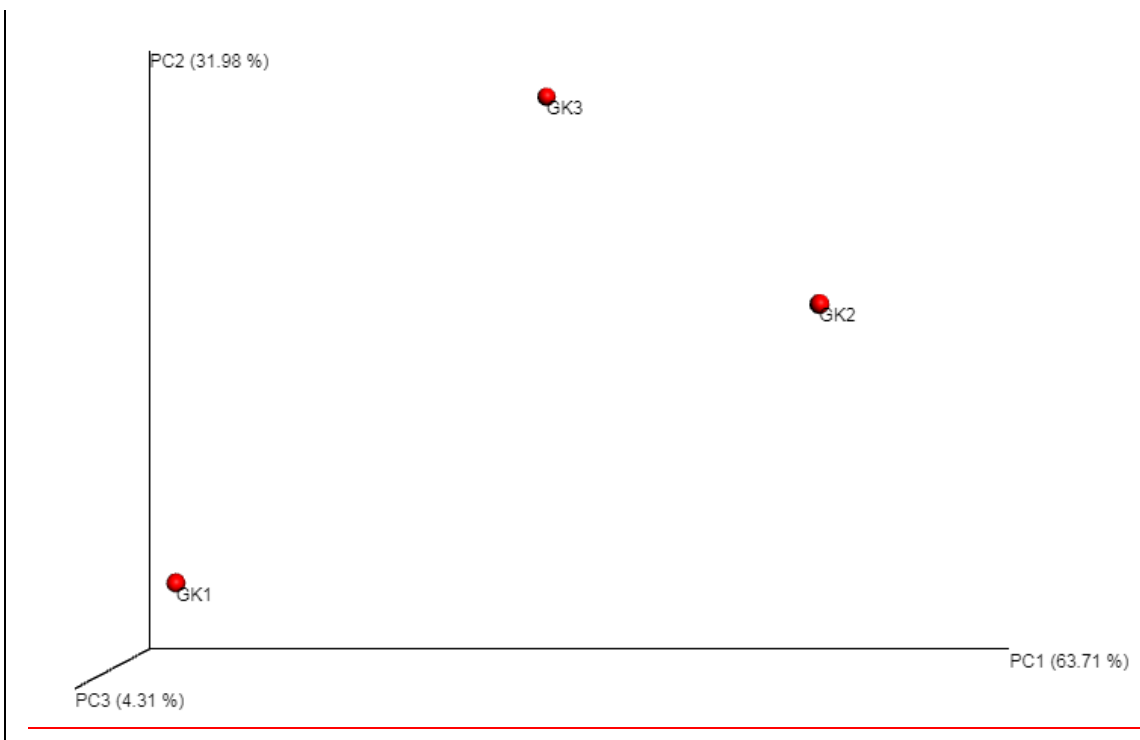 PC2 (31.98 %)
GK3
GK2
GK1
PC1 (63.71 %)
PC3 (4.31 %)